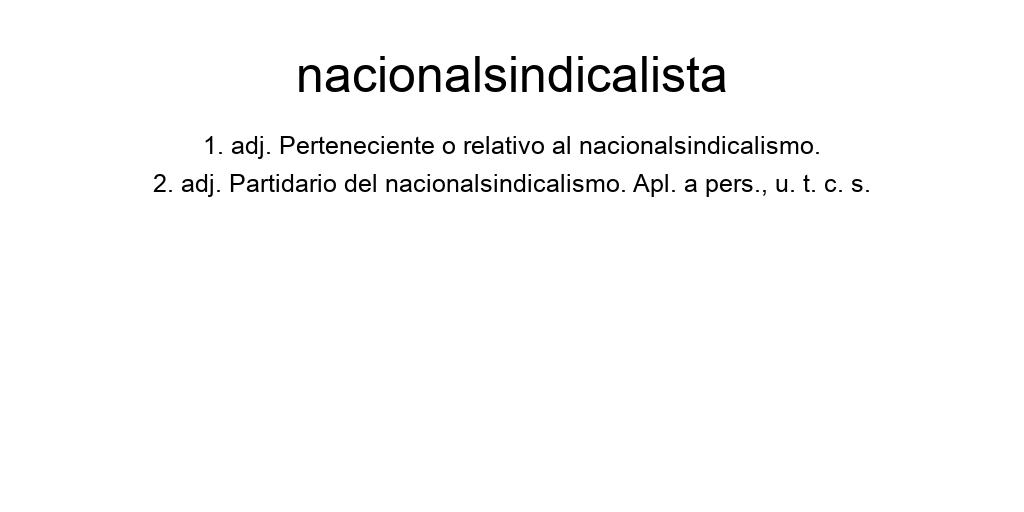 nacionalsindicalista
1. adj. Perteneciente o relativo al nacionalsindicalismo.
2. adj. Partidario del nacionalsindicalismo. Apl. a pers., u. t. c. s.